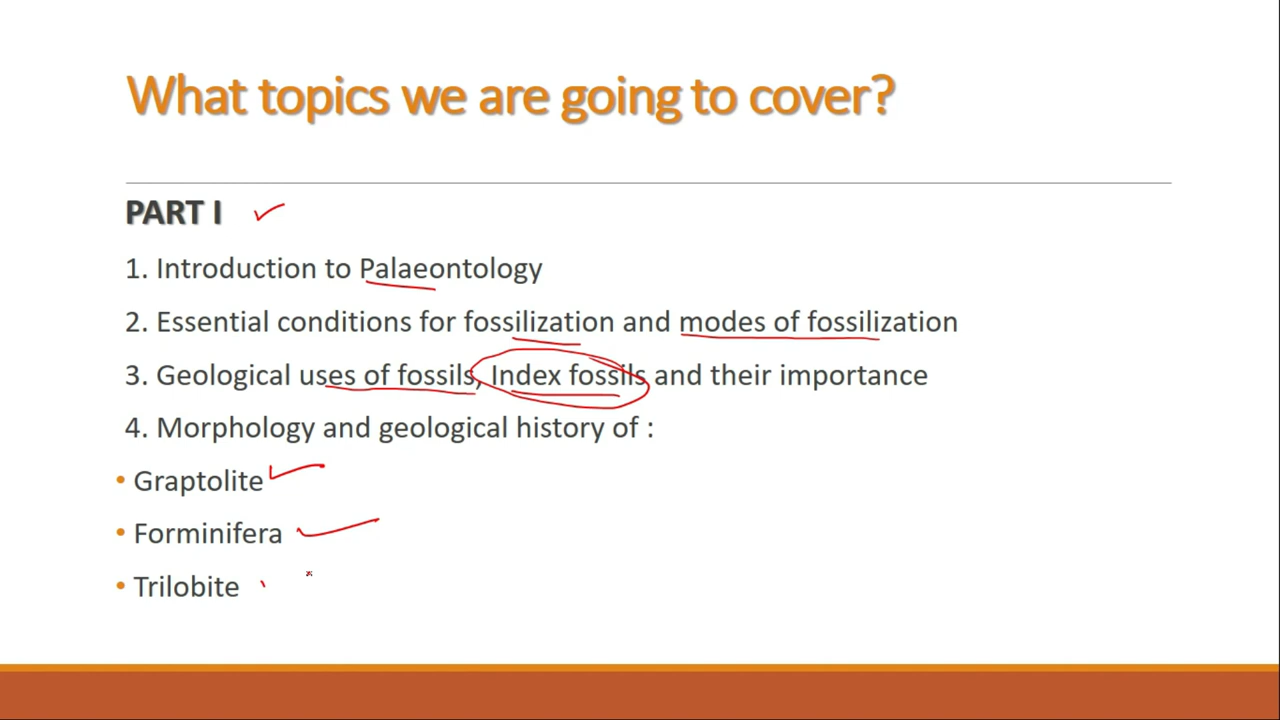 What topics we are going to cover?
PART I
1. Introduction to Palaeontology
2. Essential conditions for fossilization and modes of fossilization
3. Geological uses of fossils, Index fossils and their importance
4. Morphology and geological history of :
• Graptolite
• Forminifera
• Trilobite